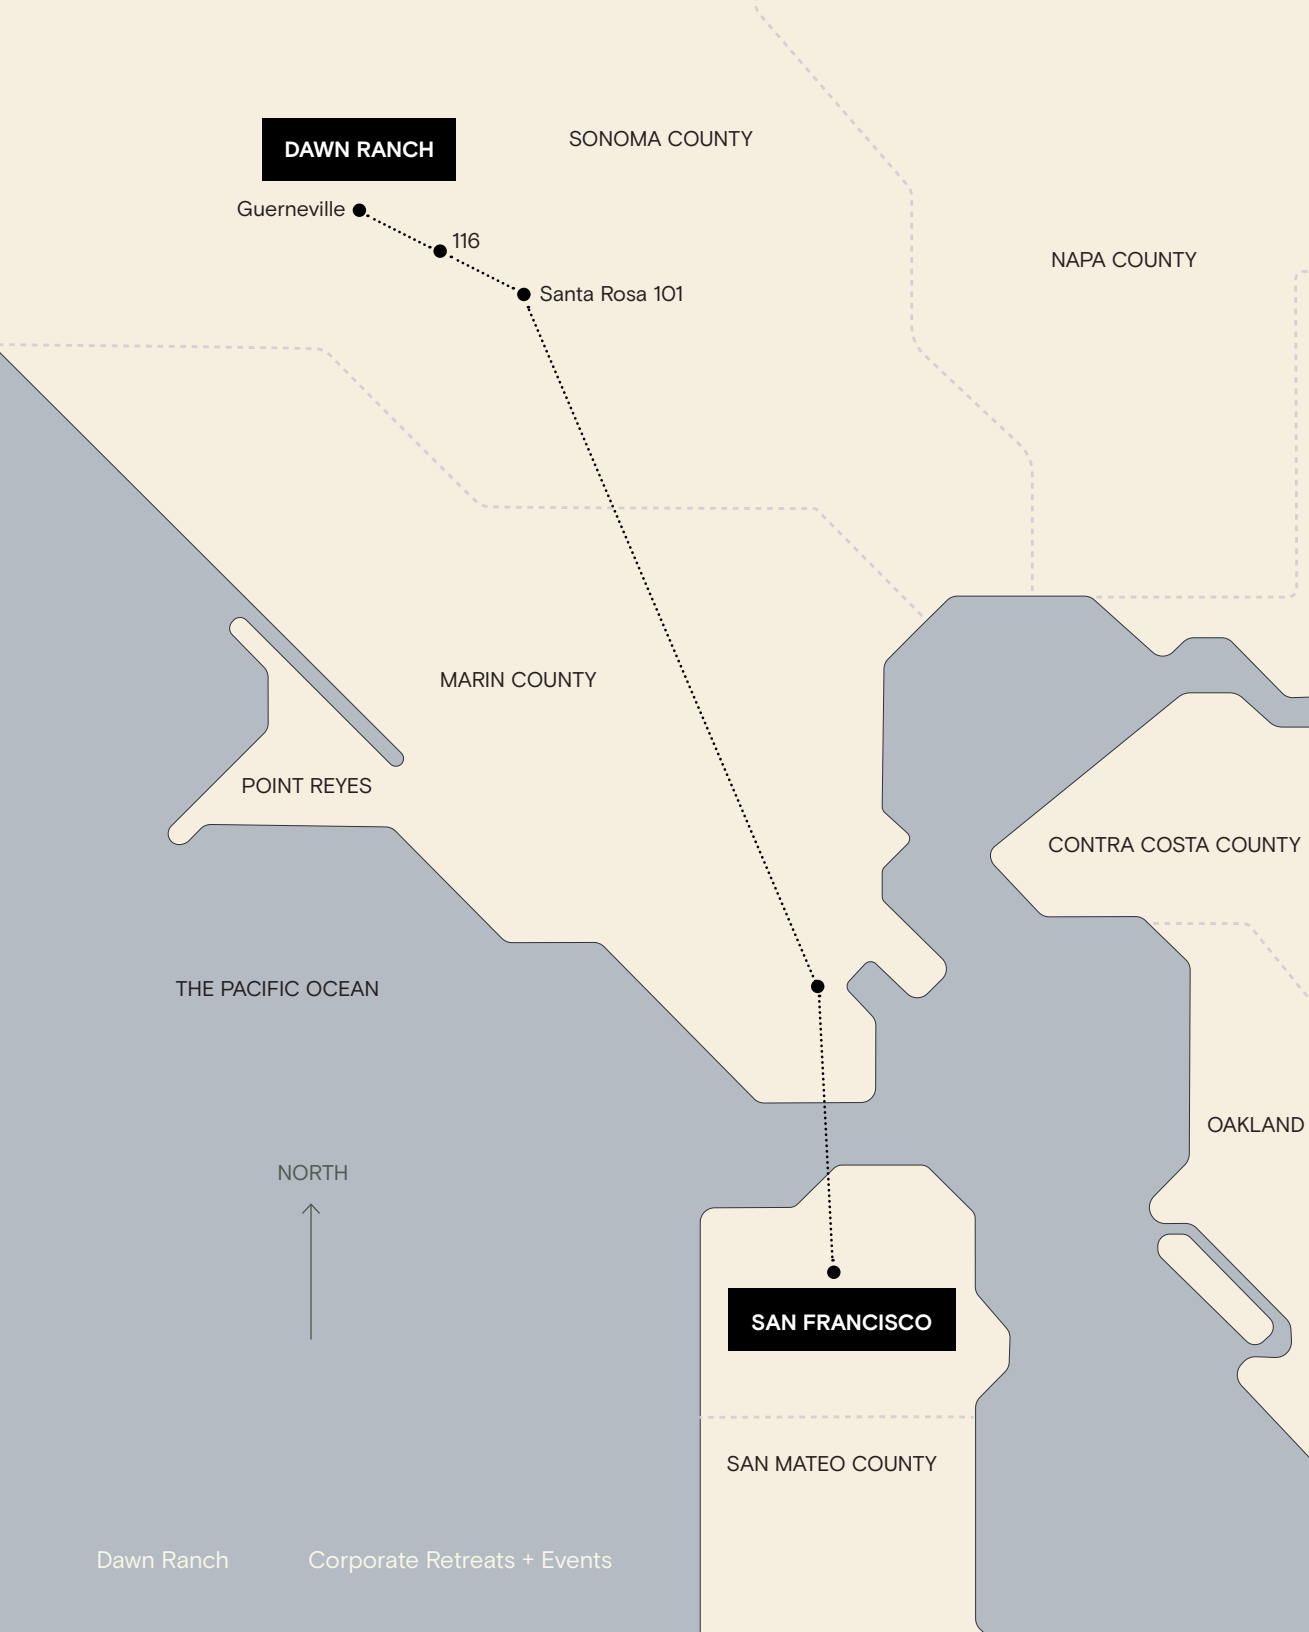 DAWN RANCH
SONOMA COUNTY
Guerneville
116
NAPA COUNTY
Santa Rosa 101
MARIN COUNTY
POINT REYES
CONTRA COSTA COUNTY
THE PACIFIC OCEAN
OAKLAND
NORTH
SAN FRANCISCO
SAN MATEO COUNTY
Dawn Ranch
Corporate Retreats + Events